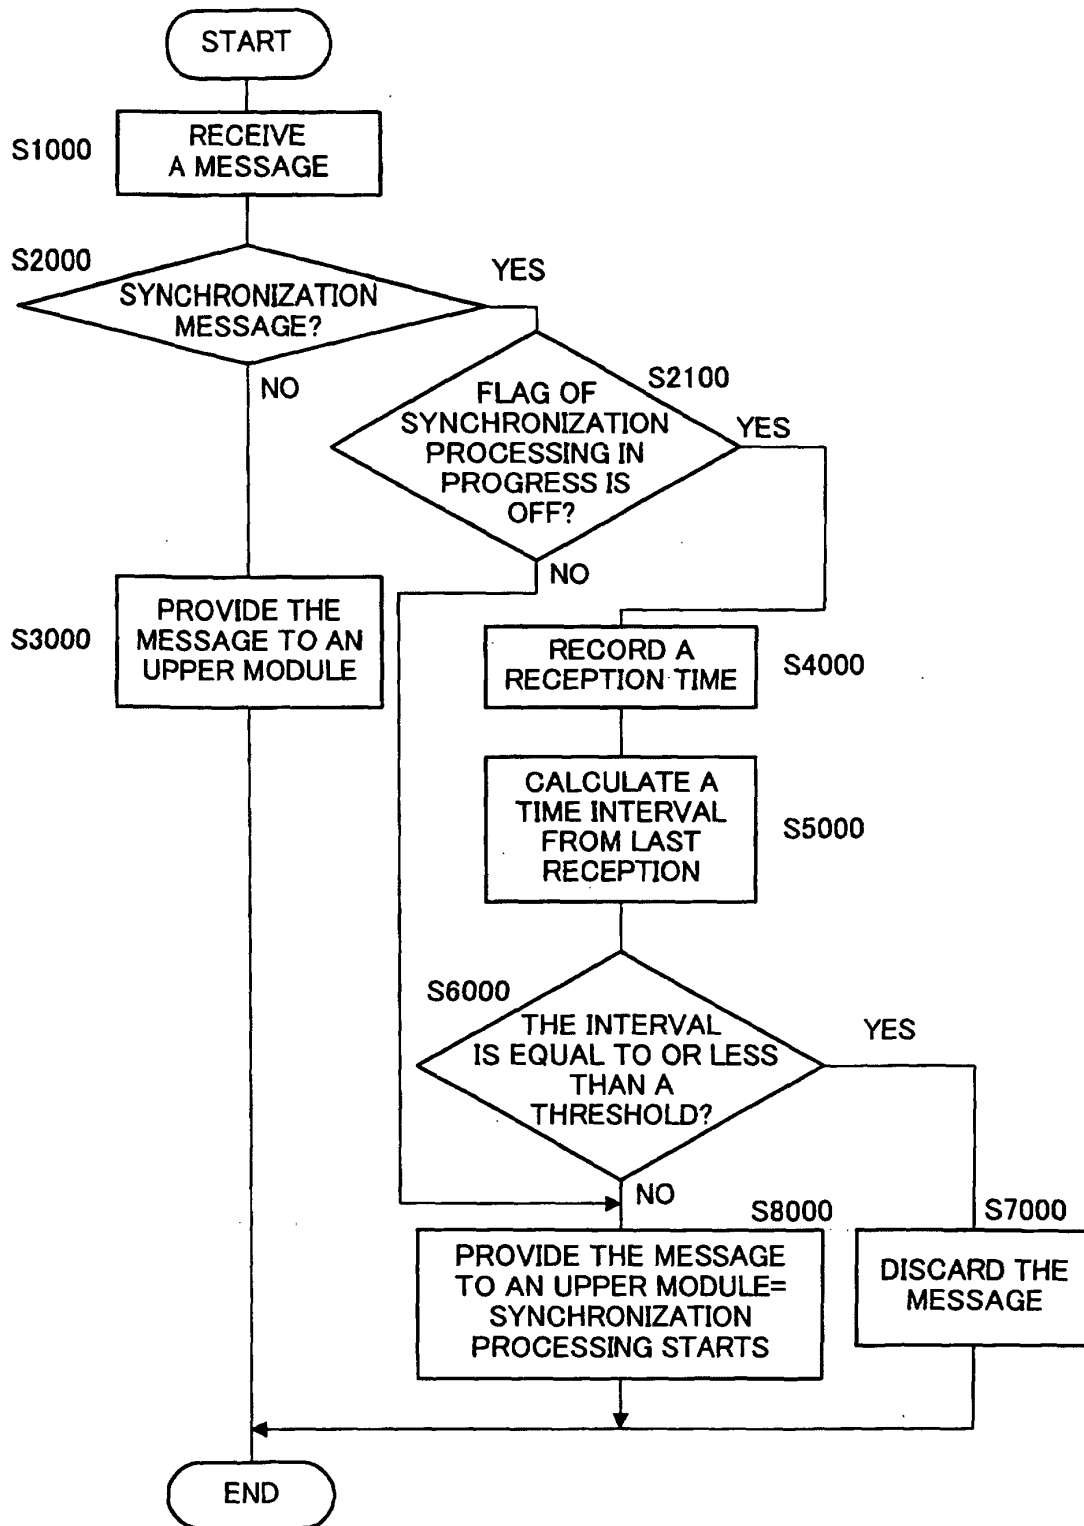 START
S1000
RECEIVE
A MESSAGE
S2000
SYNCHRONIZATION
MESSAGE?
YES
NO
S2100
FLAG OF
SYNCHRONIZATION
PROCESSING IN
PROGRESS IS
OFF?
YES
NO
S3000
PROVIDE THE
MESSAGE TO AN
UPPER MODULE
RECORD A
RECEPTION TIME
S4000
CALCULATE A
TIME INTERVAL
FROM LAST
RECEPTION
S5000
S6000
THE INTERVAL
IS EQUAL TO OR LESS
THAN A
THRESHOLD?
YES
NO
S8000
PROVIDE THE MESSAGE
TO AN UPPER MODULE=
SYNCHRONIZATION
PROCESSING STARTS
S7000
DISCARD THE
MESSAGE
END